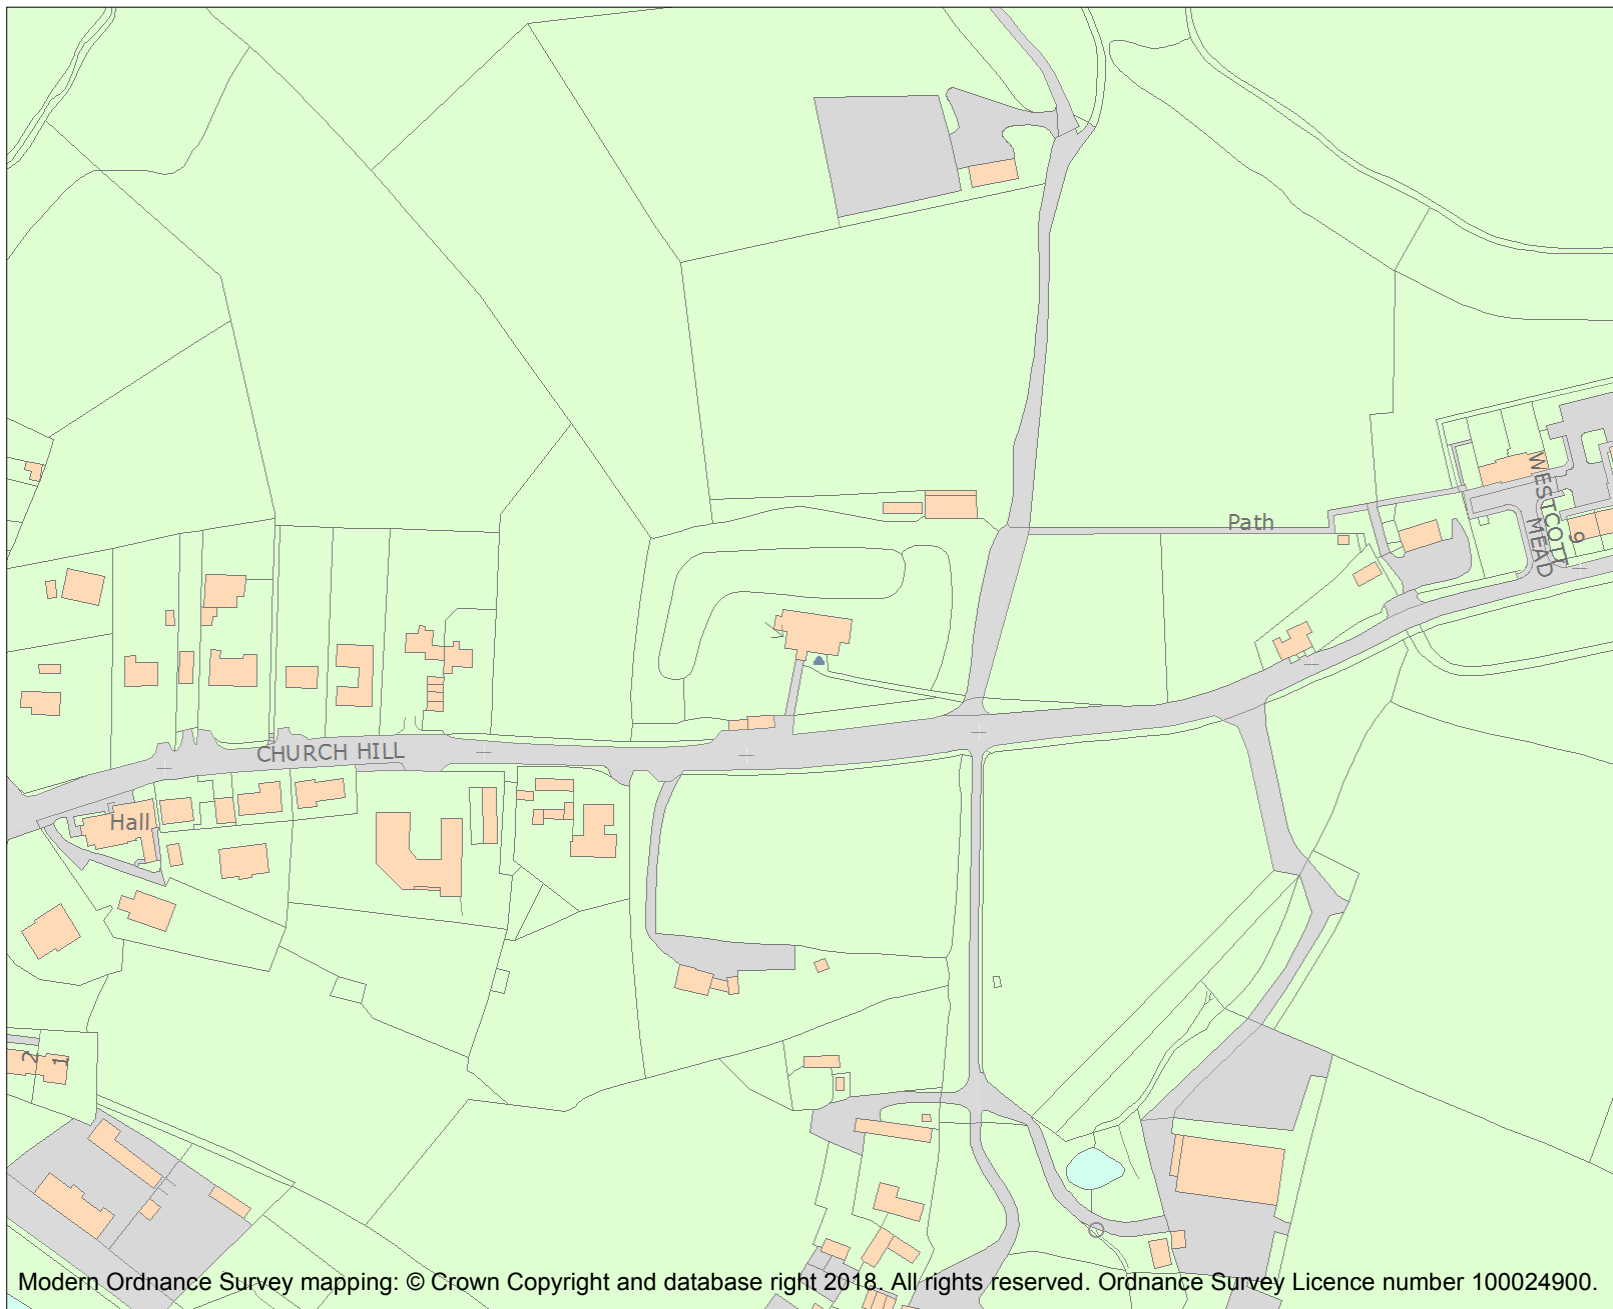 WESTCOTT
MEAD
9
Path
CHURCH HILL
Hall
2
1
Modern Ordnance Survey mapping: © Crown Copyright and database right 2018. All rights reserved. Ordnance Survey Licence number 100024900.